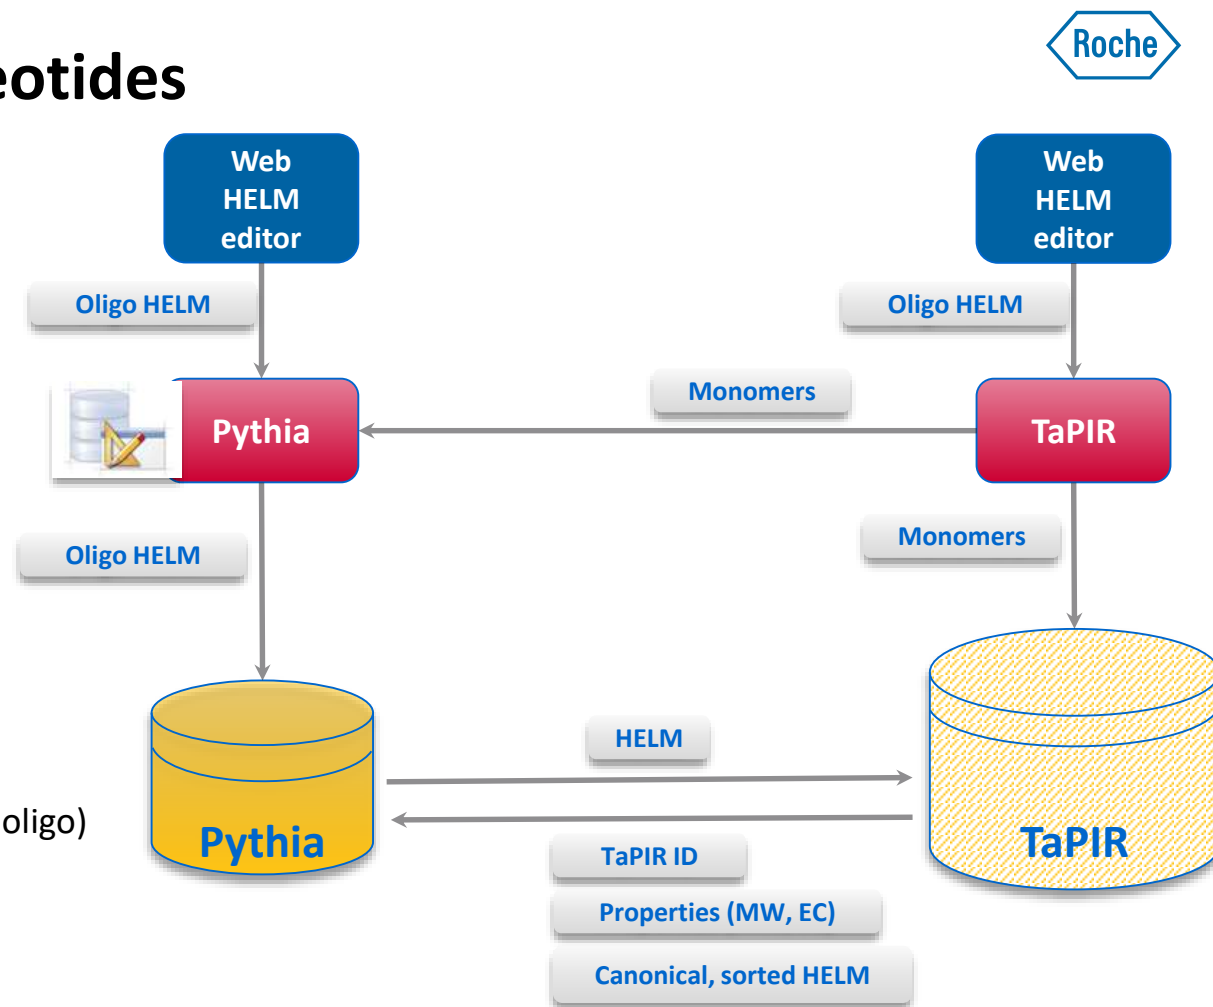 Roche
eotides
Web
HELM
editor
Web
HELM
editor
Oligo HELM
Oligo HELM
Monomers
Pythia
TaPIR
Oligo HELM
Monomers
HELM
oligo)
Pythia
TaPIR
TaPIR ID
Properties (MW, EC)
Canonical, sorted HELM